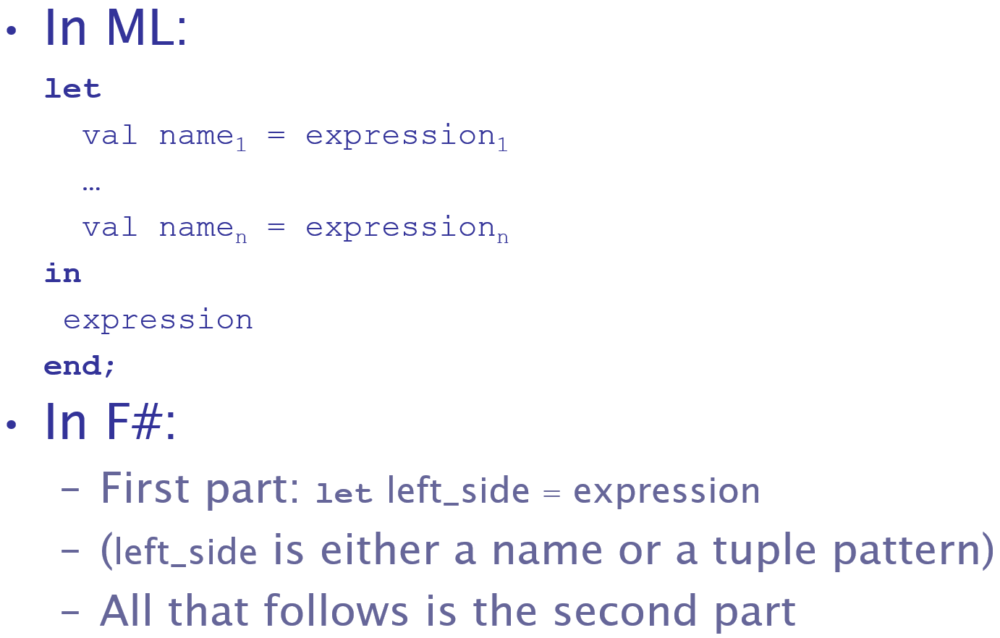 • In ML:
let
val name₁ = expression₁
…
val nameₙ = expressionₙ
in
expression
end;
• In F#:
– First part: let left_side = expression
– (left_side is either a name or a tuple pattern)
– All that follows is the second part